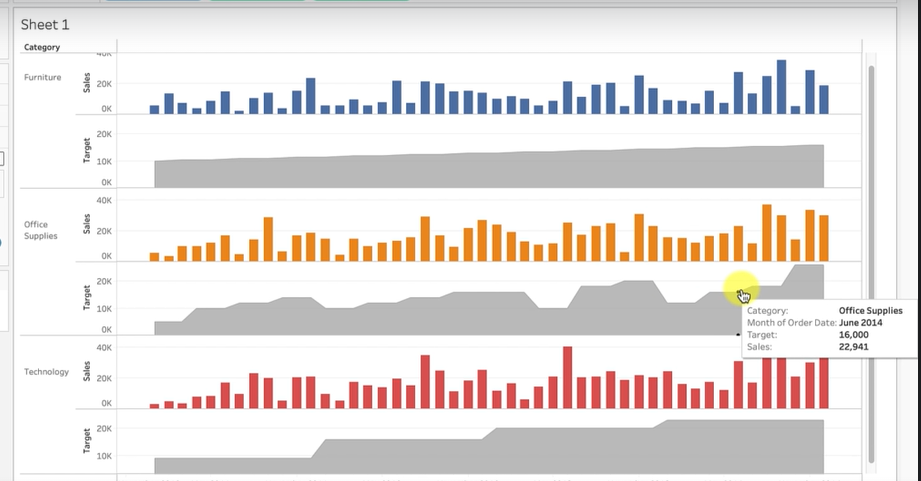 Sheet 1
Category
Furniture
Sales
40K
20K
0K
Target
20K
10K
0K
Office
Supplies
Sales
40K
20K
0K
Target
20K
10K
0K
Category: Office Supplies
Month of Order Date: June 2014
Target: 16,000
Sales: 22,941
Technology
Sales
40K
20K
0K
Target
20K
10K